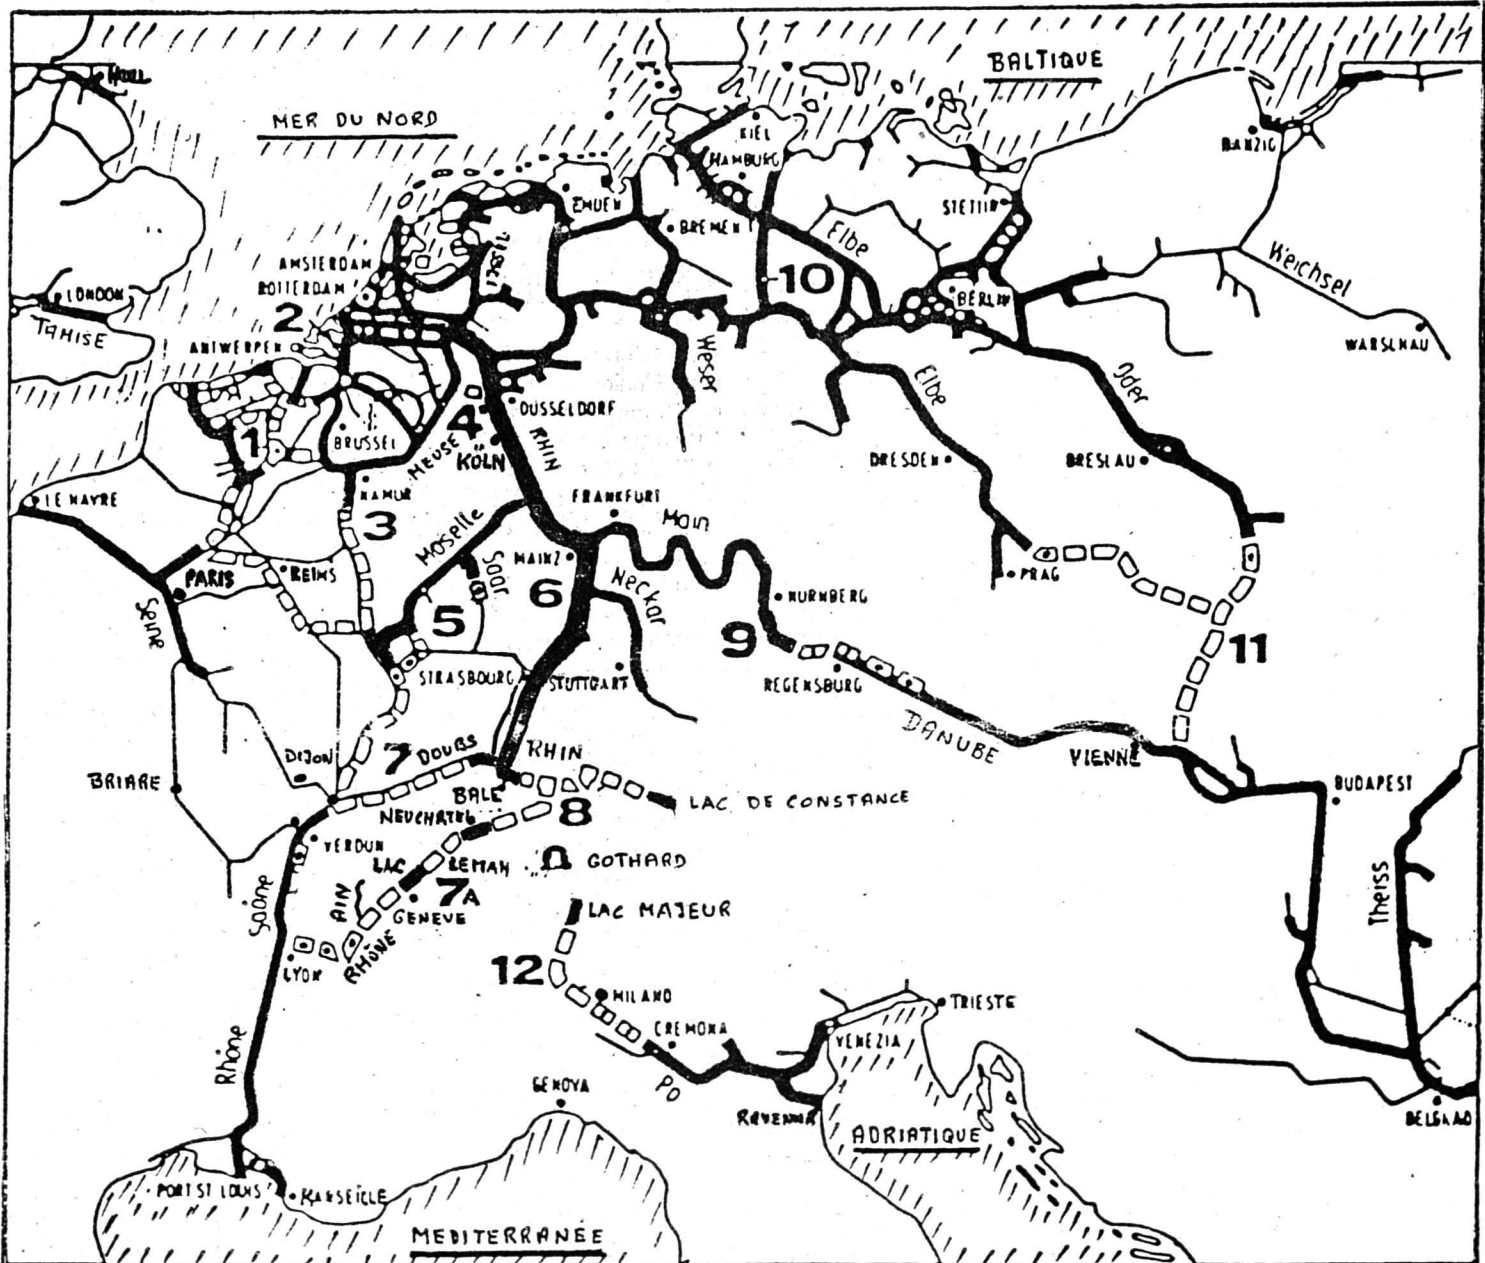 HULL
BALTIQUE
MER DU NORD
KIEL
HAMBURG
DANZIG
EMDEN
BREMEN
STETTIN
Elbe
Weichsel
AMSTERDAM
ROTTERDAM
IJSSEL
10
BERLIN
LONDON
TAMISE
2
ANTWERPEN
WARSCHAU
Weser
Elbe
Oder
DÜSSELDORF
4
1
BRUSSEL
MEUSE
KÖLN
RHIN
DRESDEN
BRESLAU
LE HAVRE
NAMUR
3
FRANKFURT
Main
Moselle
Saar
MAINZ
Neckar
PARIS
REIMS
PRAG
6
NURNBERG
Seine
5
9
11
STRASBOURG
STUTTGART
REGENSBURG
DANUBE
DIJON
7
DOUBS
RHIN
VIENNE
BRIARE
BALE
LAC DE CONSTANCE
BUDAPEST
NEUCHATEL
8
VERDUN
LAC LEMAN
GOTHARD
7A
AIN
GENEVE
LAC MAJEUR
Saône
Theiss
LYON
RHÔNE
12
MILANO
TRIESTE
CREMONA
VENEZIA
Rhône
PO
GENOVA
RAVENNA
BELGRAD
ADRIATIQUE
PORT ST LOUIS
MARSEILLE
MEDITERRANÉE